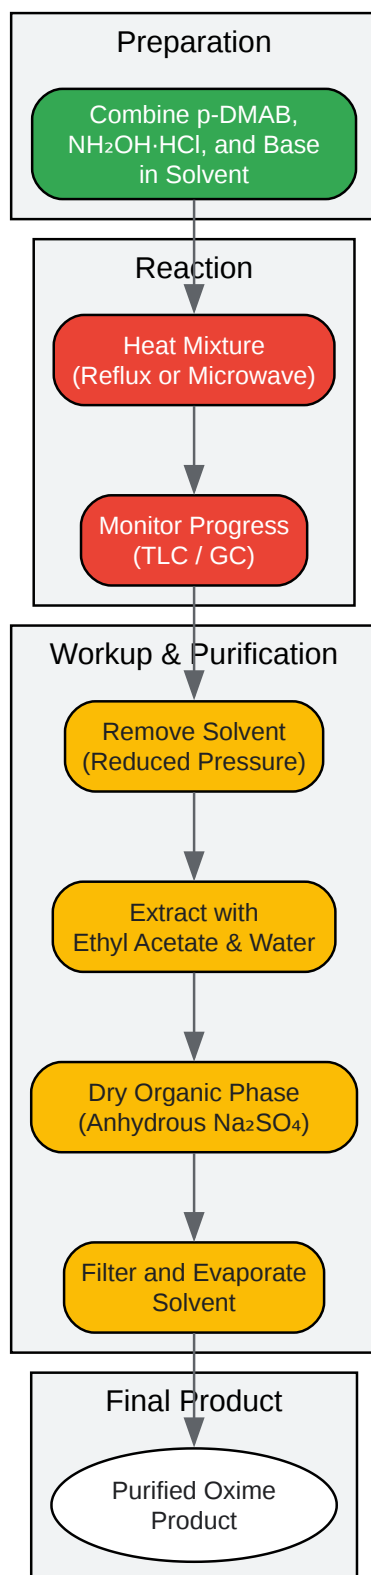 Preparation
Combine p-DMAB,
NH₂OH·HCl, and Base
in Solvent
Reaction
Heat Mixture
(Reflux or Microwave)
Monitor Progress
(TLC / GC)
Workup & Purification
Remove Solvent
(Reduced Pressure)
Extract with
Ethyl Acetate & Water
Dry Organic Phase
(Anhydrous Na₂SO₄)
Filter and Evaporate
Solvent
Final Product
Purified Oxime
Product